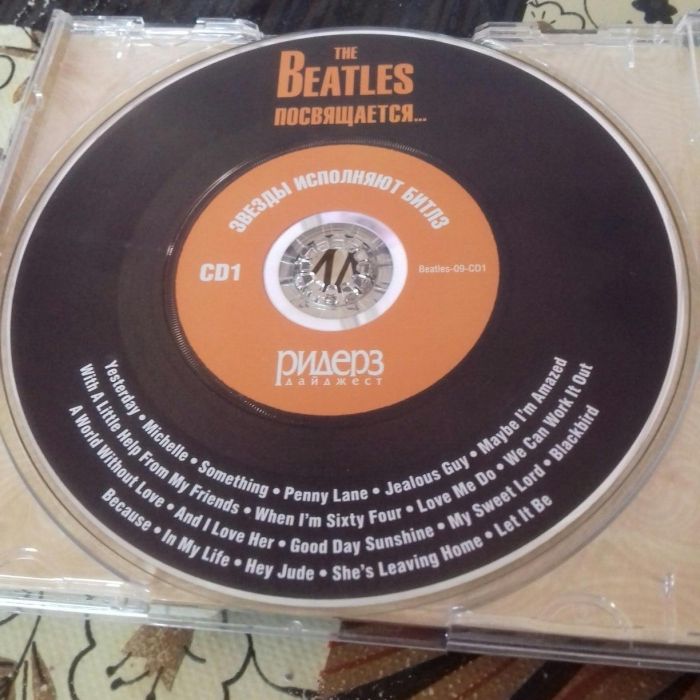 THE
BEATLES
ПОСВЯЩАЕТСЯ...
ЗВЕЗДЫ ИСПОЛНЯЮТ БИТЛЗ
CD1
Beatles-09-CD1
РИДЕРЗ
ДАЙДЖЕСТ
Yesterday • Michelle • Something • Penny Lane • Jealous Guy • Maybe I'm Amazed
With A Little Help From My Friends • When I'm Sixty Four • Love Me Do • We Can Work It Out
A World Without Love • And I Love Her • Good Day Sunshine • My Sweet Lord • Blackbird
Because • In My Life • Hey Jude • She's Leaving Home • Let It Be